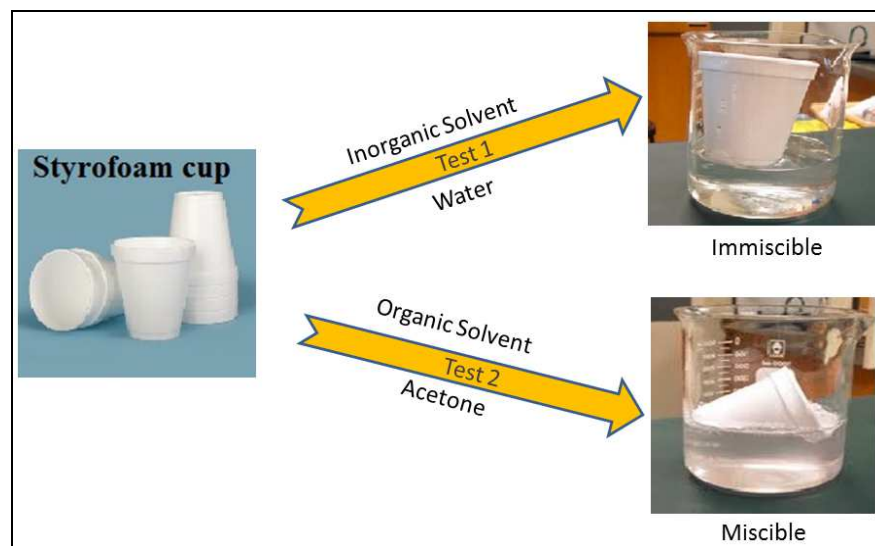 Styrofoam cup
Inorganic Solvent
Test 1
Water
Immiscible
Organic Solvent
Test 2
Acetone
Miscible